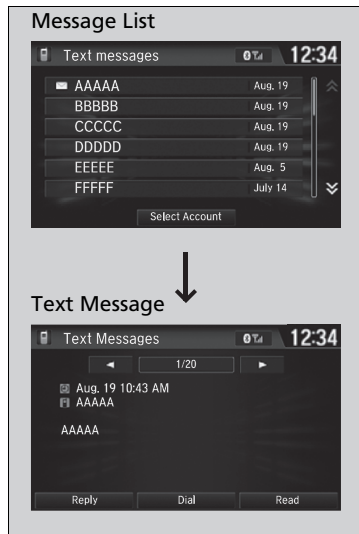 Message List
Text messages 12:34
AAAAA Aug. 19
BBBBB Aug. 19
CCCCC Aug. 19
DDDDD Aug. 19
EEEEE Aug. 5
FFFFF July 14
Select Account
Text Message
Text Messages 12:34
1/20
Aug. 19 10:43 AM
AAAAA
AAAAA
Reply Dial Read